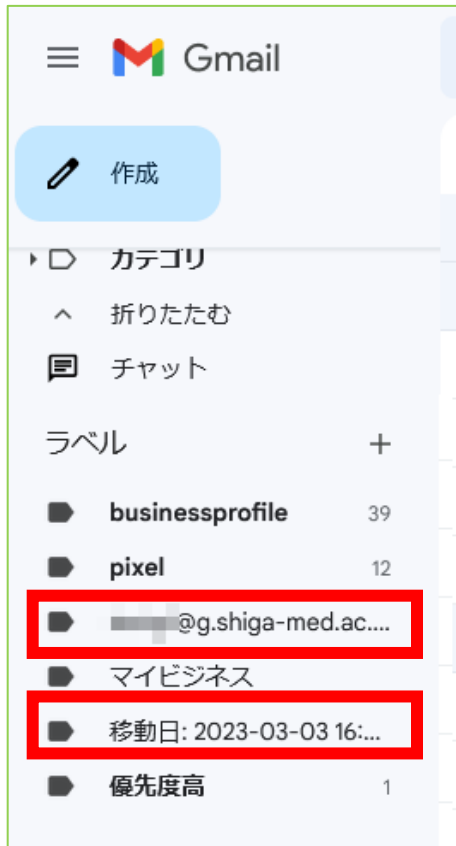 Gmail
作成
カテゴリ
折りたたむ
チャット
ラベル
businessprofile 39
pixel 12
@g.shiga-med.ac....
マイビジネス
移動日: 2023-03-03 16:...
優先度高 1